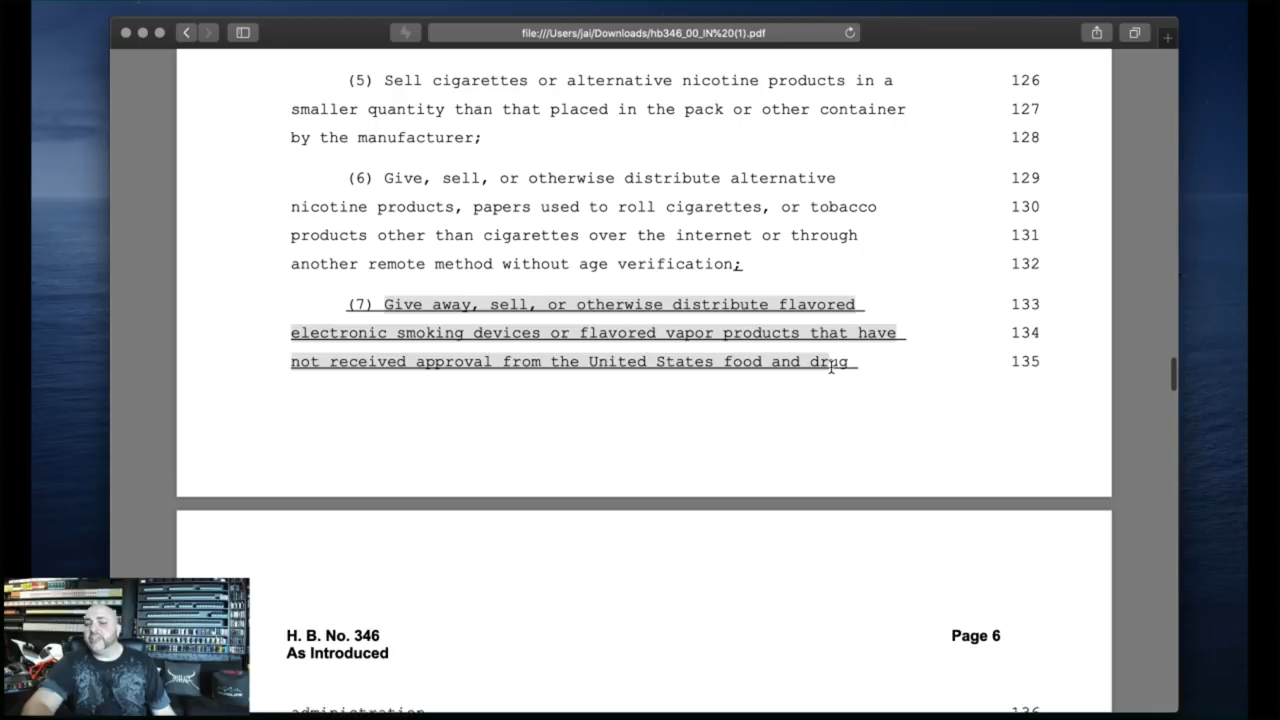 file:///Users/jai/Downloads/hb346_00_IN%20(1).pdf
(5) Sell cigarettes or alternative nicotine products in a 126
smaller quantity than that placed in the pack or other container 127
by the manufacturer; 128
(6) Give, sell, or otherwise distribute alternative 129
nicotine products, papers used to roll cigarettes, or tobacco 130
products other than cigarettes over the internet or through 131
another remote method without age verification; 132
(7) Give away, sell, or otherwise distribute flavored 133
electronic smoking devices or flavored vapor products that have 134
not received approval from the United States food and drug 135
H. B. No. 346 Page 6
As Introduced
administration 136